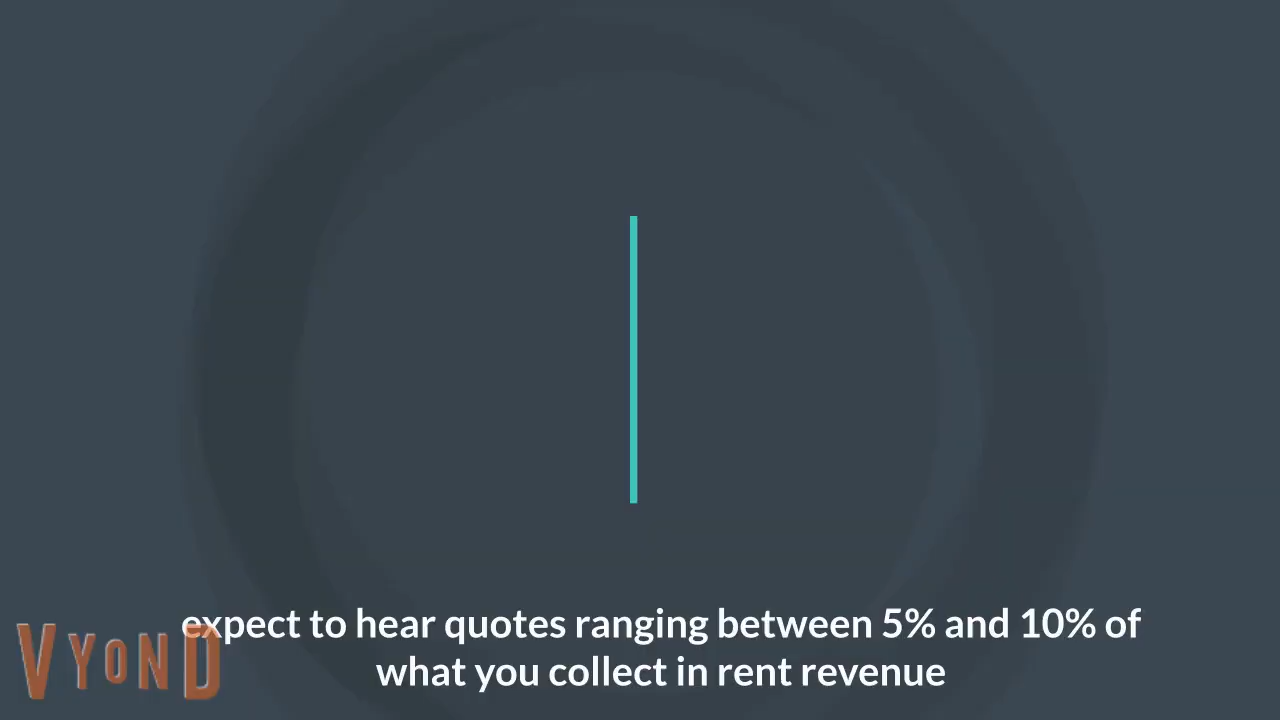 expect to hear quotes ranging between 5% and 10% of
what you collect in rent revenue
VYOND